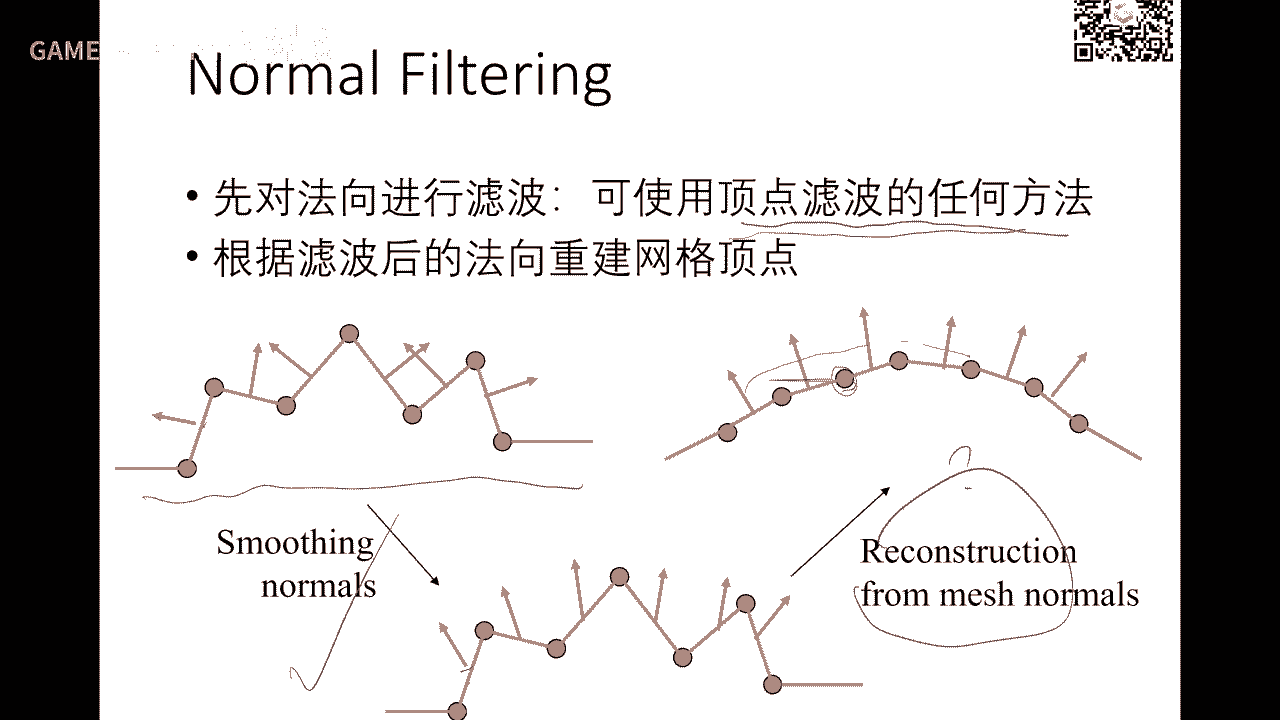 GAME
Normal Filtering
• 先对法向进行滤波：可使用顶点滤波的任何方法
• 根据滤波后的法向重建网格顶点
Smoothing
normals
Reconstruction
from mesh normals